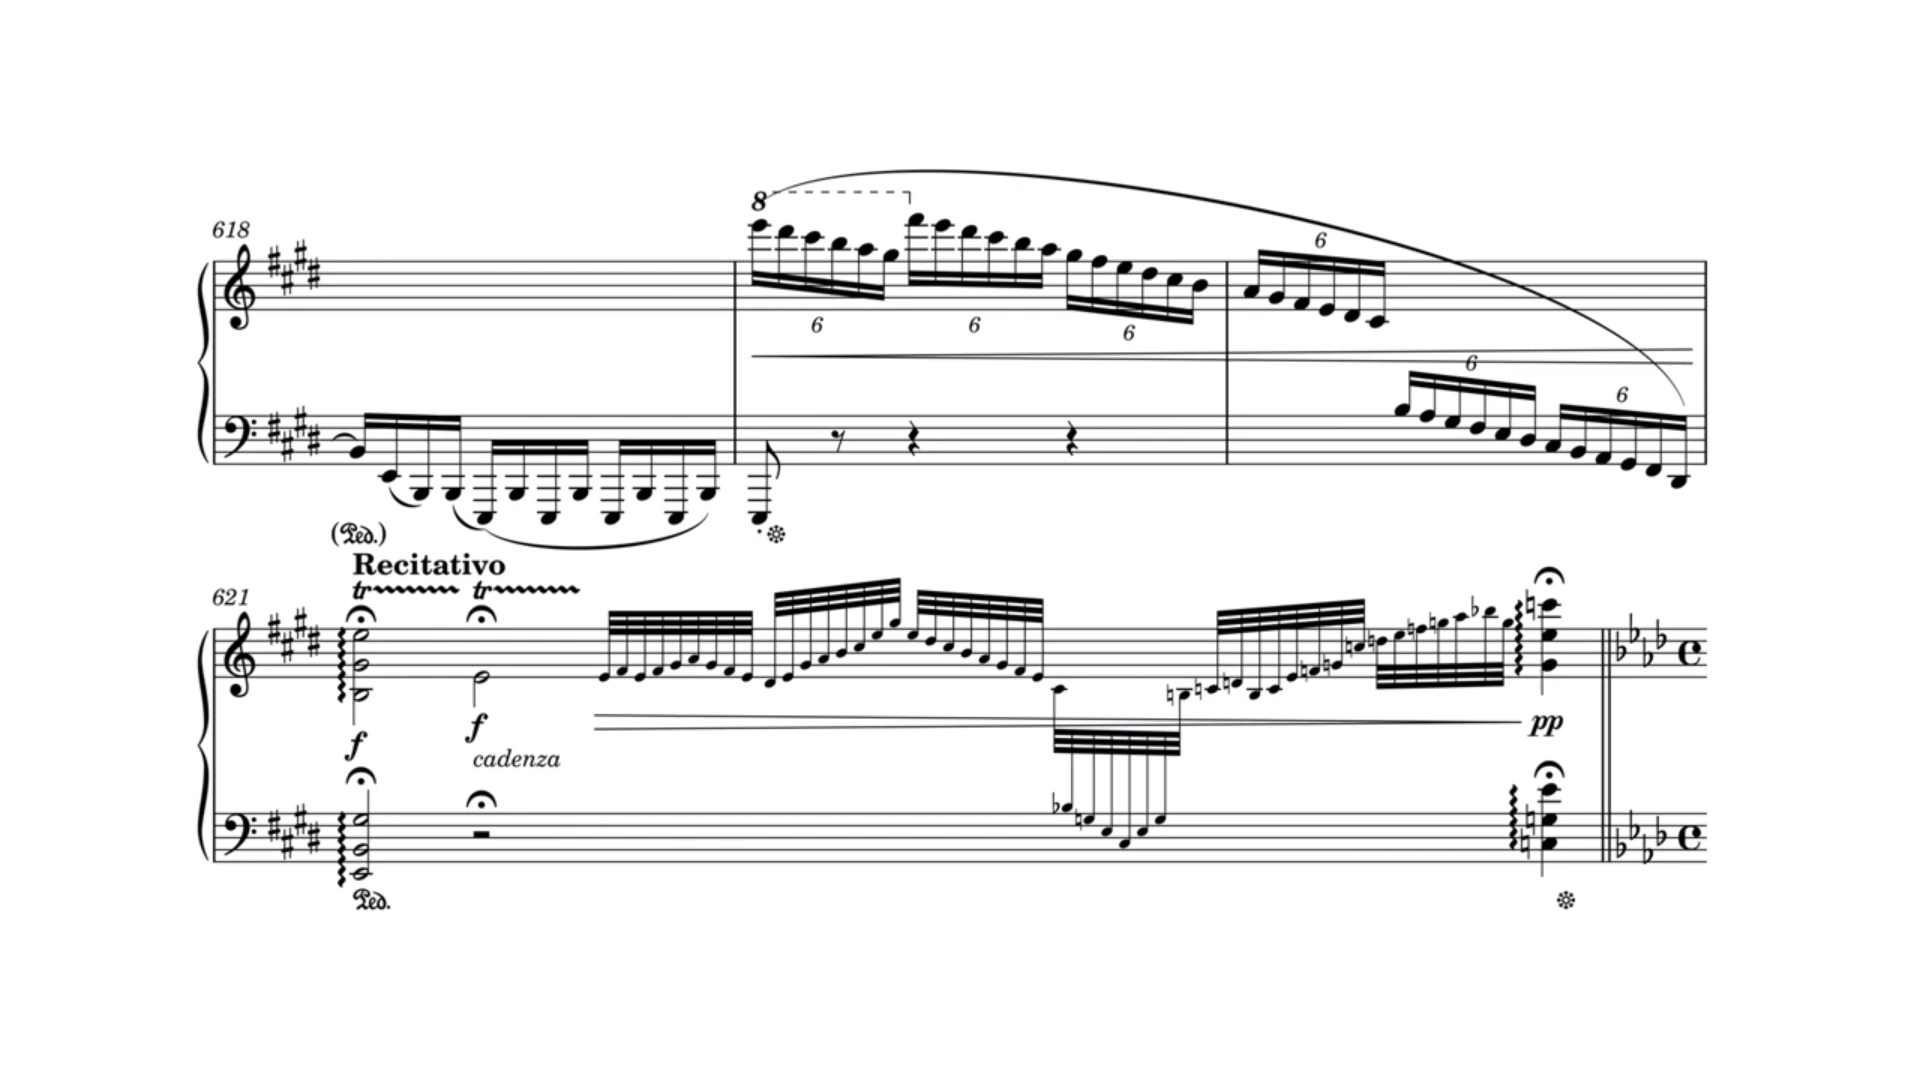 8
618
6
6 6 6
6
6
(Ped.)
Recitativo
tr tr
621
f f
pp
cadenza
Ped.